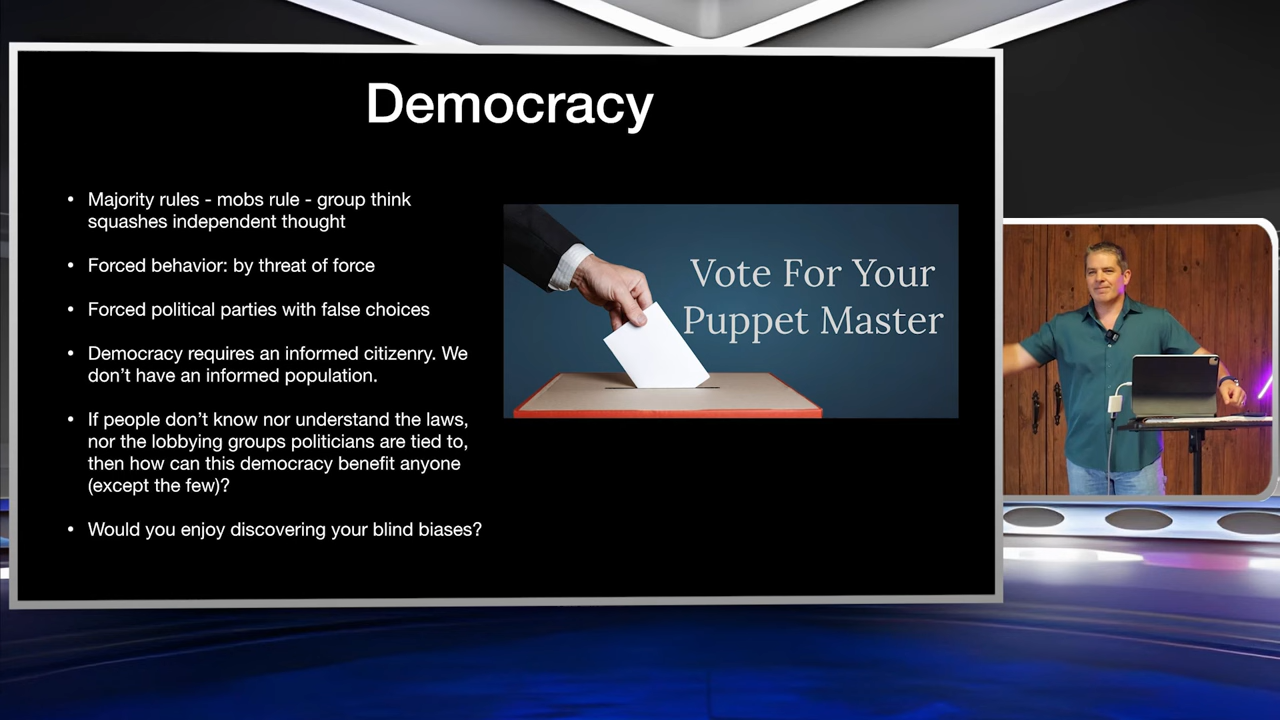 Democracy
• Majority rules - mobs rule - group think
squashes independent thought
• Forced behavior: by threat of force
• Forced political parties with false choices
• Democracy requires an informed citizenry. We
don’t have an informed population.
• If people don’t know nor understand the laws,
nor the lobbying groups politicians are tied to,
then how can this democracy benefit anyone
(except the few)?
• Would you enjoy discovering your blind biases?
Vote For Your
Puppet Master